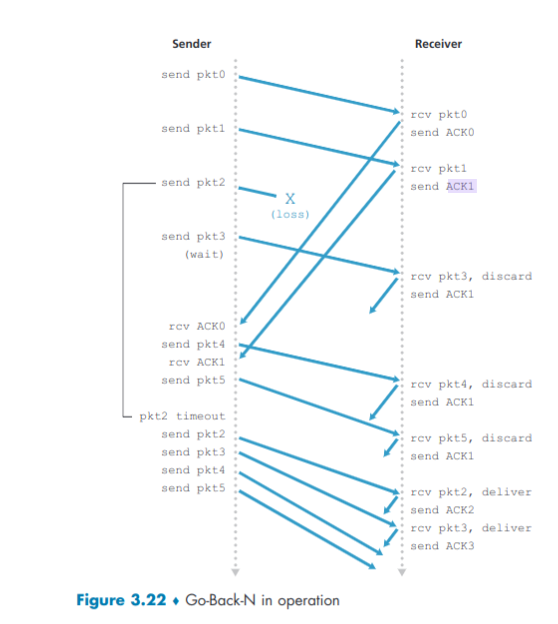 Sender
Receiver
send pkt0
rcv pkt0
send ACK0
send pkt1
rcv pkt1
send ACK1
send pkt2
X
(loss)
send pkt3
(wait)
rcv pkt3, discard
send ACK1
rcv ACK0
send pkt4
rcv ACK1
send pkt5
rcv pkt4, discard
send ACK1
pkt2 timeout
send pkt2
send pkt3
send pkt4
send pkt5
rcv pkt5, discard
send ACK1
rcv pkt2, deliver
send ACK2
rcv pkt3, deliver
send ACK3
Figure 3.22 ♦ Go-Back-N in operation